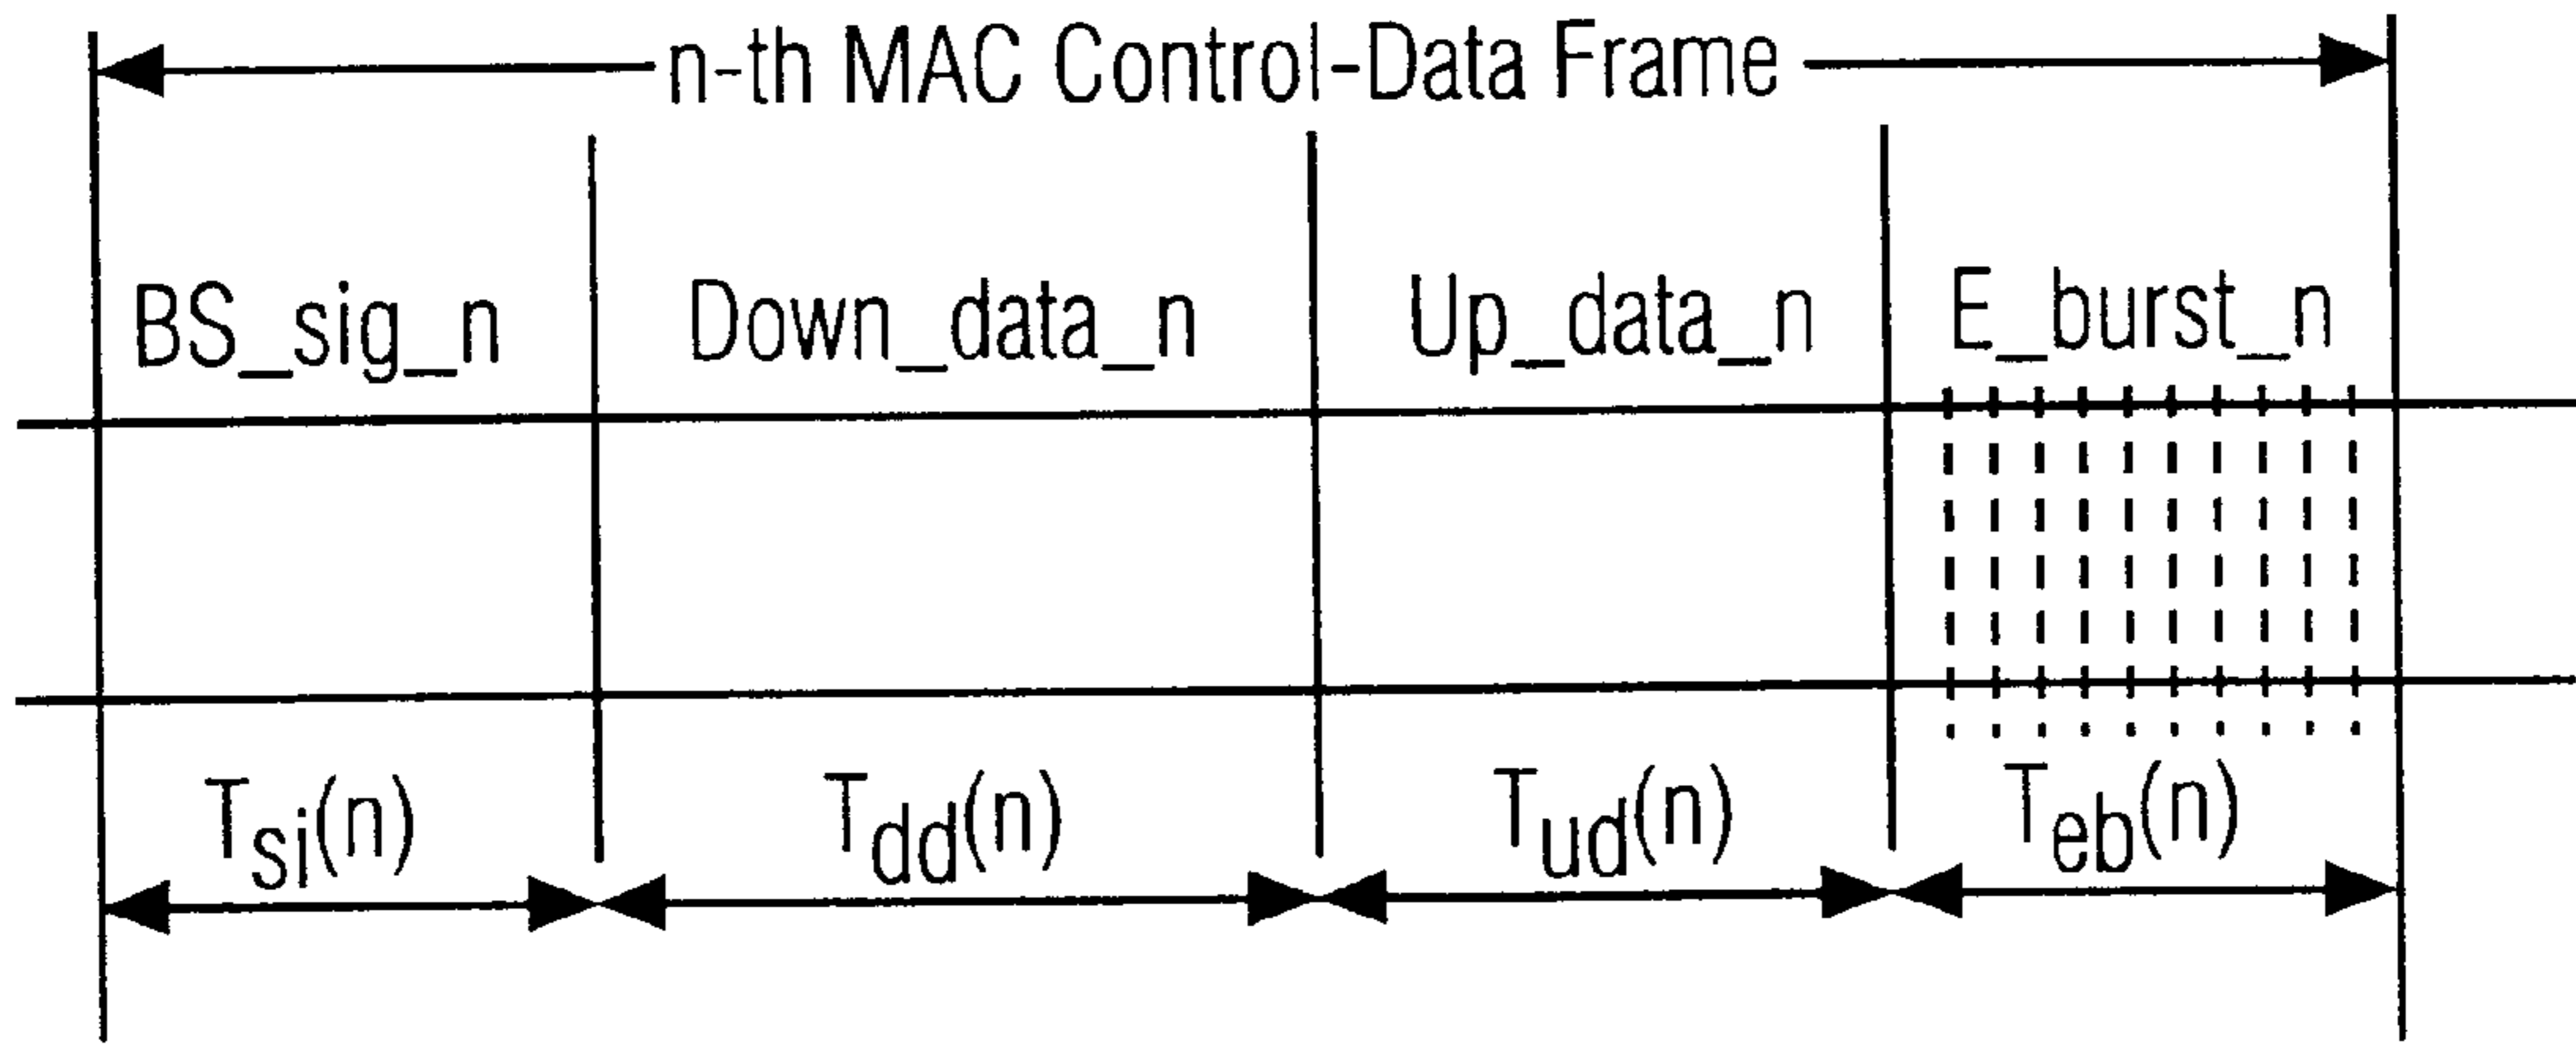 n-th MAC Control-Data Frame
BS_sig_n Down_data_n Up_data_n E_burst_n
Tsi(n) Tdd(n) Tud(n) Teb(n)